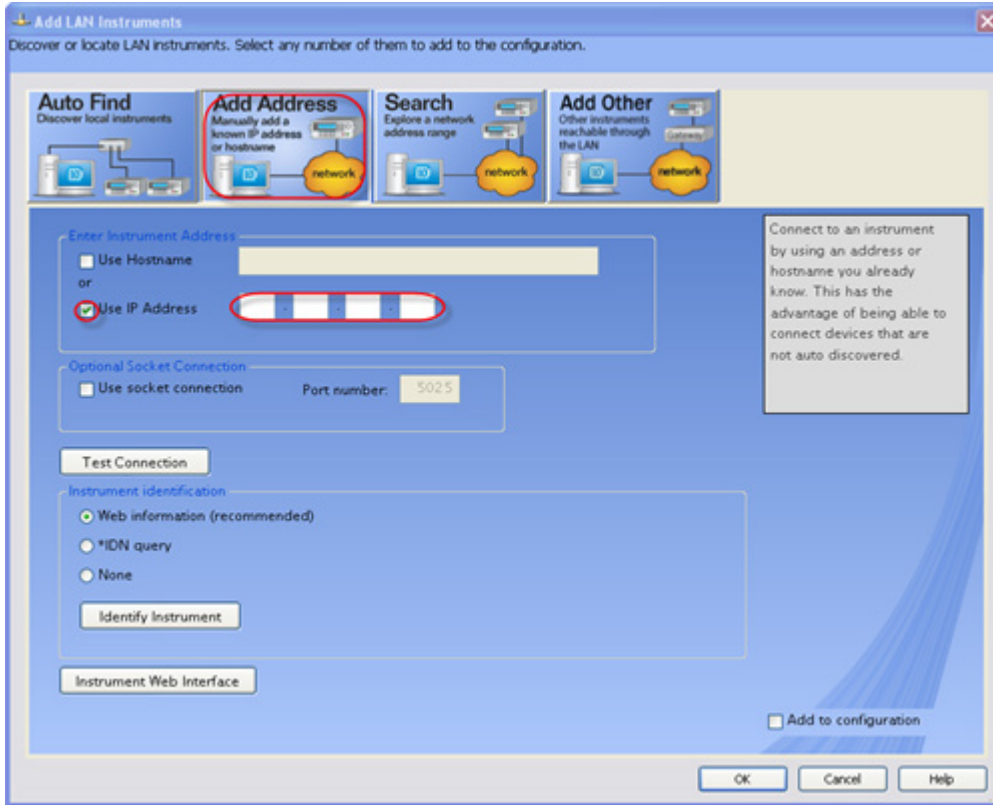 Add LAN Instruments
Discover or locate LAN instruments. Select any number of them to add to the configuration.
Auto Find
Discover local instruments
Add Address
Manually add a
known IP address
or hostname
network
Search
Explore a network
address range
network
Add Other
Other instruments
reachable through
the LAN
Gateway
network
Enter Instrument Address
Use Hostname
or
Use IP Address
. . .
Optional Socket Connection
Use socket connection Port number: 5025
Test Connection
Instrument identification
Web information (recommended)
*IDN query
None
Identify Instrument
Instrument Web Interface
Connect to an instrument
by using an address or
hostname you already
know. This has the
advantage of being able to
connect devices that are
not auto discovered.
Add to configuration
OK Cancel Help